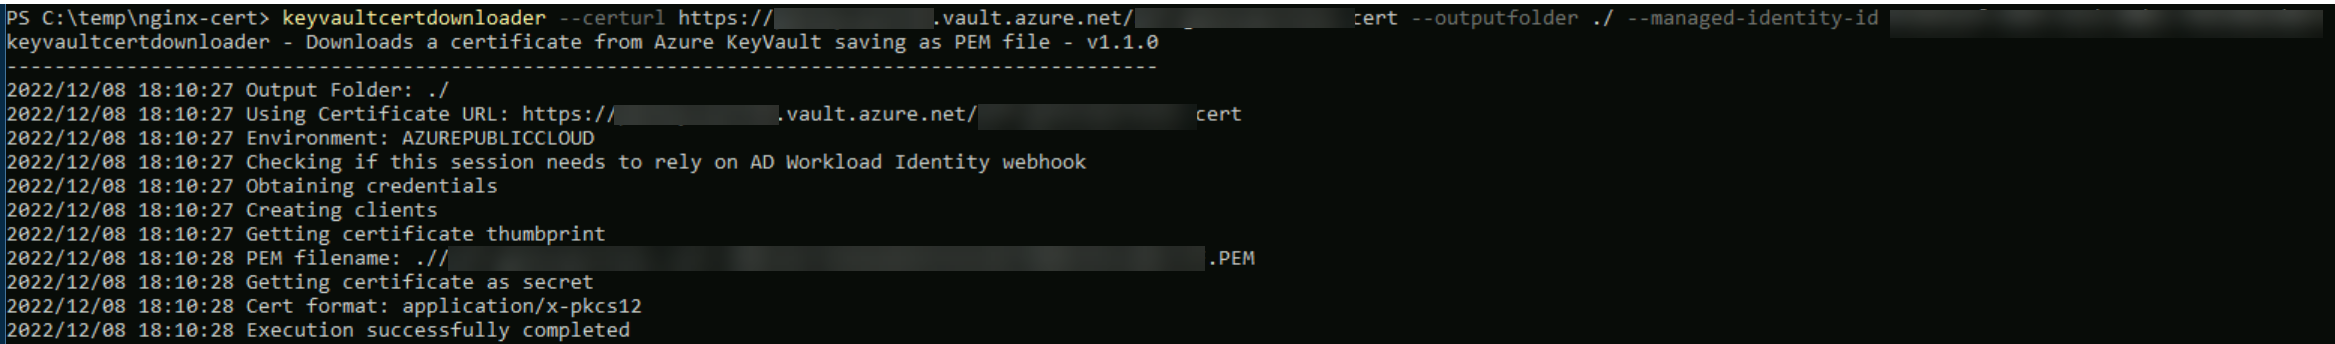 PS C:\temp\nginx-cert> keyvaultcertdownloader --certurl https:// .vault.azure.net/ cert --outputfolder ./ --managed-identity-id
keyvaultcertdownloader - Downloads a certificate from Azure KeyVault saving as PEM file - v1.1.0
------------------------------------------------------------------------------------------------
2022/12/08 18:10:27 Output Folder: ./
2022/12/08 18:10:27 Using Certificate URL: https:// .vault.azure.net/ cert
2022/12/08 18:10:27 Environment: AZUREPUBLICCLOUD
2022/12/08 18:10:27 Checking if this session needs to rely on AD Workload Identity webhook
2022/12/08 18:10:27 Obtaining credentials
2022/12/08 18:10:27 Creating clients
2022/12/08 18:10:27 Getting certificate thumbprint
2022/12/08 18:10:28 PEM filename: .// .PEM
2022/12/08 18:10:28 Getting certificate as secret
2022/12/08 18:10:28 Cert format: application/x-pkcs12
2022/12/08 18:10:28 Execution successfully completed